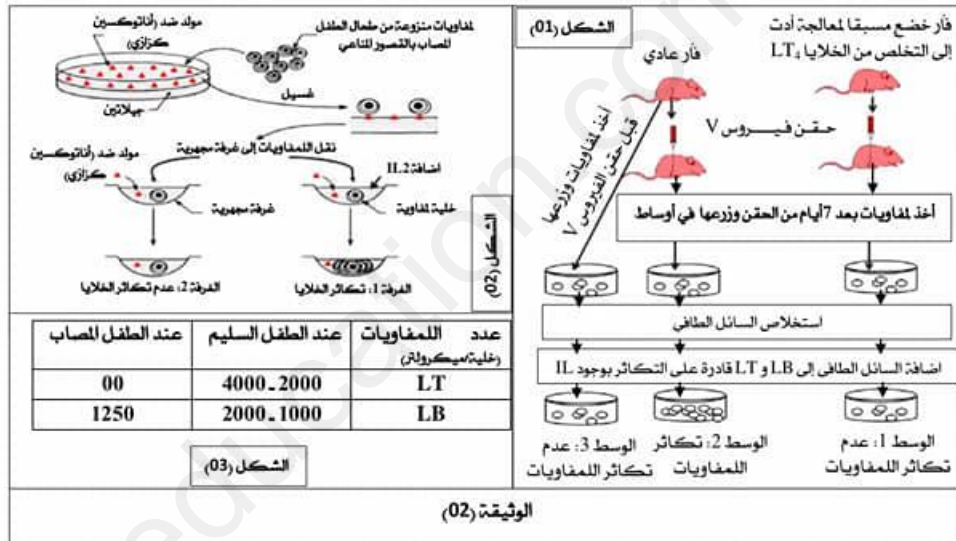 الشكل (01)
فأر خضع مسبقا لمعالجة أدت
إلى التخلص من الخلايا LT4
فأر عادي
حقن فيـــروس V
أخذ لمفاويات وزرعها
قبل حقن الفيروس V
أخذ لمفاويات بعد 7أيام من الحقن وزرعها في أوساط
استخلاص السائل الطافي
اضافة السائل الطافي إلى LB و LT قادرة على التكاثر بوجود IL
الوسط 1: عدم
تكاثر اللمفاويات
الوسط 2: تكاثر
اللمفاويات
الوسط 3: عدم
تكاثر اللمفاويات
مولد ضد (أناتوكسين
كزازي)
لمفاويات منزوعة من طحال الطفل
المصاب بالقصور المناعي
جيلاتين
غسيل
نقل اللمفاويات إلى غرفة مجهرية
مولد ضد (أناتوكسين
كزازي)
اضافة IL2
خلية لمفاوية
غرفة مجهرية
الغرفة 1: تكاثر الخلايا
الغرفة 2: عدم تكاثر الخلايا
الشكل (02)
عدد اللمفاويات (خلية/ميكرولتر) عند الطفل السليم عند الطفل المصاب
LT 2000ـ4000 00
LB 1000ـ2000 1250
الشكل (03)
الوثيقة (02)
education.com